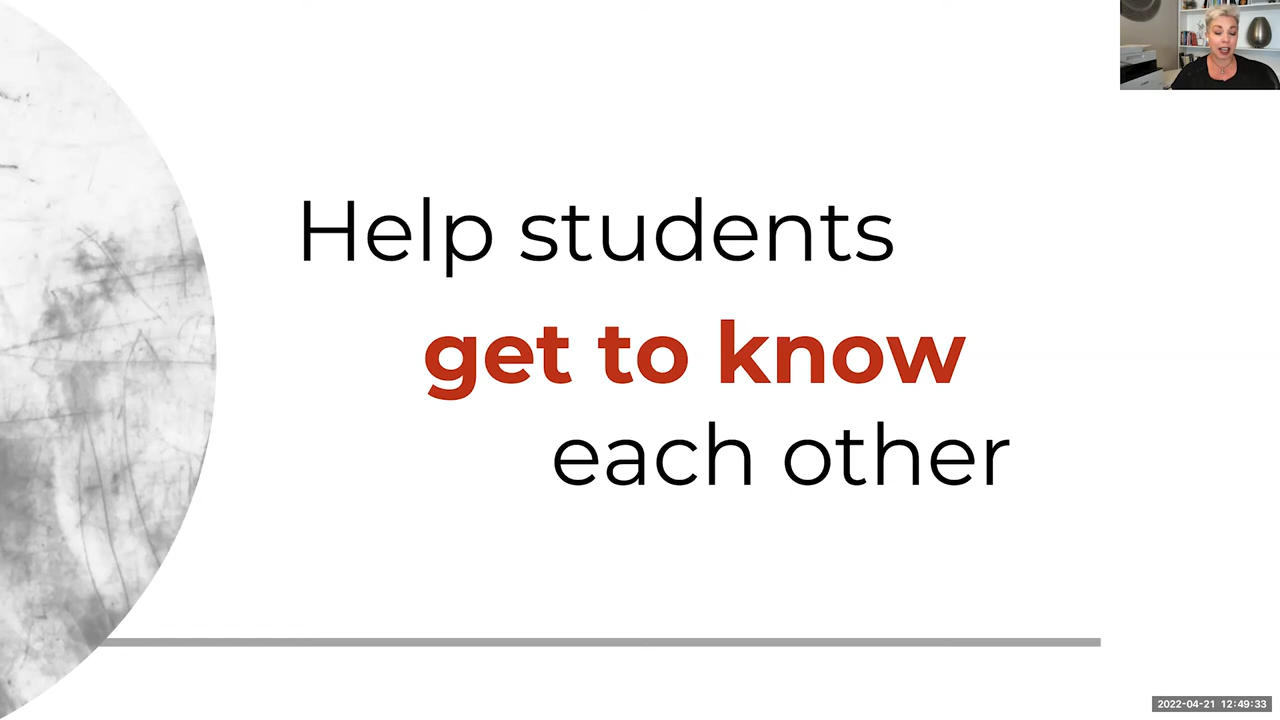 Help students
get to know
each other
2022-04-21 12:49:33